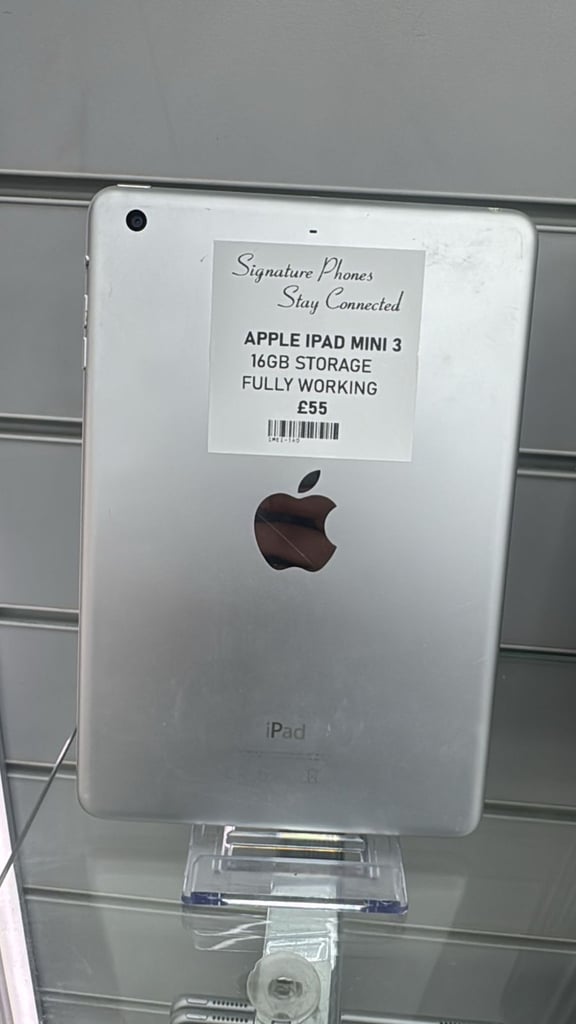 Signature Phones
Stay Connected
APPLE IPAD MINI 3
16GB STORAGE
FULLY WORKING
£55
iPad